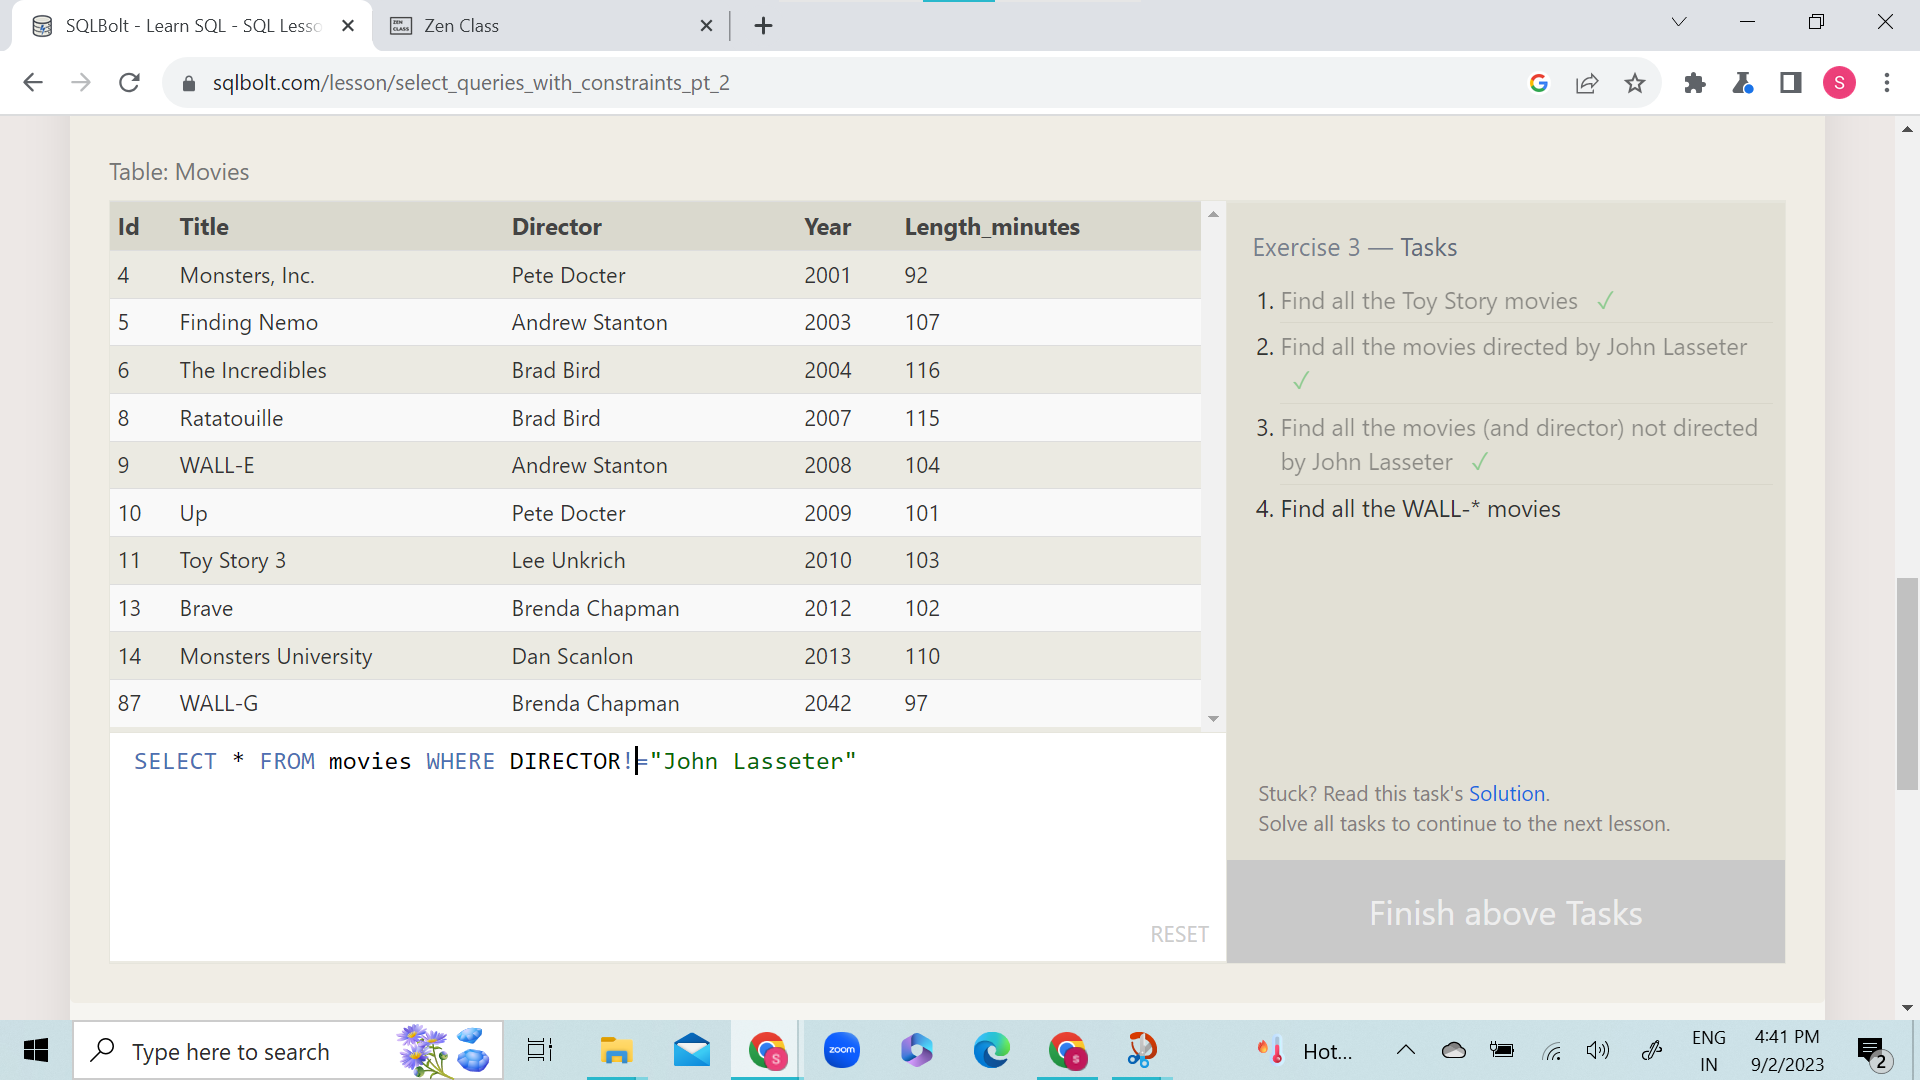 SQLBolt - Learn SQL - SQL Lesso
ZEN CLASS
Zen Class
sqlbolt.com/lesson/select_queries_with_constraints_pt_2
S
Table: Movies
Id Title Director Year Length_minutes
4 Monsters, Inc. Pete Docter 2001 92
5 Finding Nemo Andrew Stanton 2003 107
6 The Incredibles Brad Bird 2004 116
8 Ratatouille Brad Bird 2007 115
9 WALL-E Andrew Stanton 2008 104
10 Up Pete Docter 2009 101
11 Toy Story 3 Lee Unkrich 2010 103
13 Brave Brenda Chapman 2012 102
14 Monsters University Dan Scanlon 2013 110
87 WALL-G Brenda Chapman 2042 97
SELECT * FROM movies WHERE DIRECTOR!="John Lasseter"
RESET
Exercise 3 — Tasks
1. Find all the Toy Story movies ✓
2. Find all the movies directed by John Lasseter
✓
3. Find all the movies (and director) not directed
by John Lasseter ✓
4. Find all the WALL-* movies
Stuck? Read this task's Solution.
Solve all tasks to continue to the next lesson.
Finish above Tasks
Type here to search
S
zoom
S
Hot...
ENG
IN
4:41 PM
9/2/2023
2